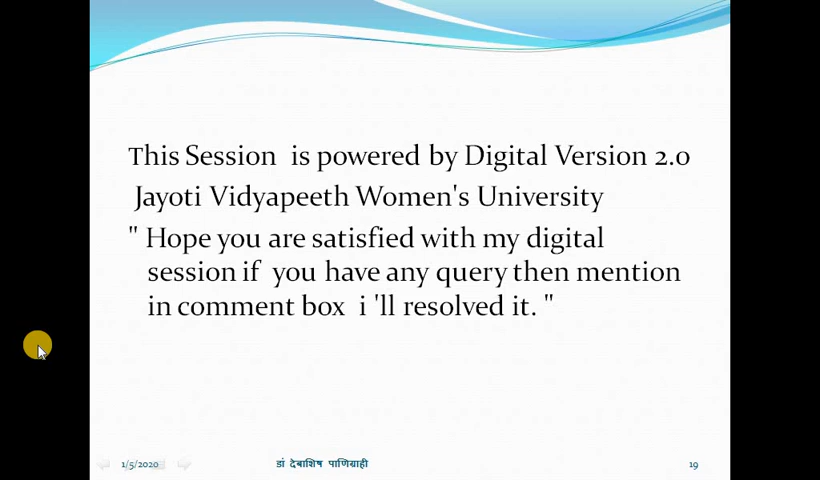 This Session is powered by Digital Version 2.0
Jayoti Vidyapeeth Women's University
" Hope you are satisfied with my digital
session if you have any query then mention
in comment box i 'll resolved it. "
1/5/2020 डां देबाशिष पाणिग्राही 19